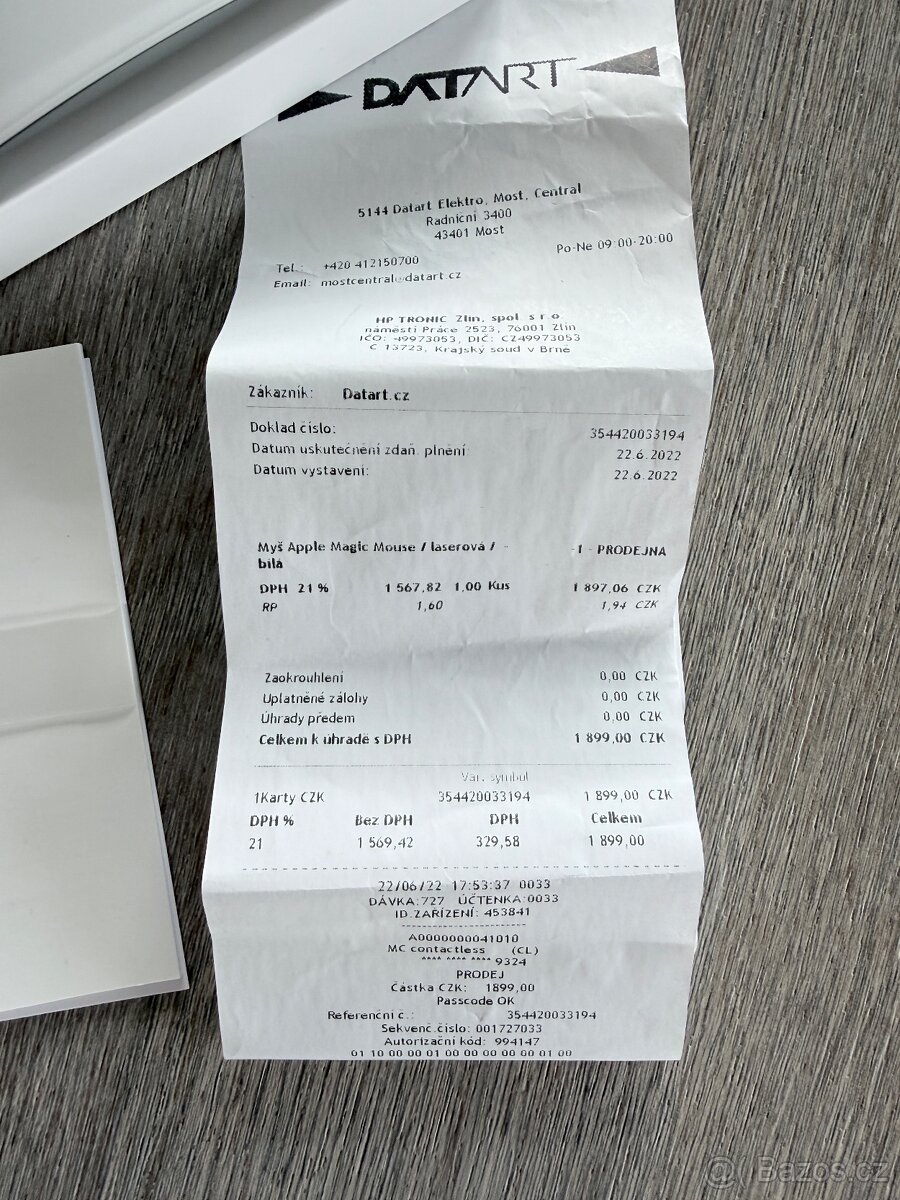 DATART
5144 Datart Elektro, Most, Central
Radniční 3400
43401 Most
Po-Ne 09:00-20:00
Tel.: +420 412150700
Email: mostcentral@datart.cz
HP TRONIC Zlín, spol. s r.o.
náměstí Práce 2523, 76001 Zlín
IČO: 49973053, DIČ: CZ49973053
C 13723, Krajský soud v Brně
Zákazník: Datart.cz
Doklad číslo: 354420033194
Datum uskutečnění zdaň. plnění: 22.6.2022
Datum vystavení: 22.6.2022
Myš Apple Magic Mouse / laserová / - -1 - PRODEJNA
bílá
DPH 21 % 1 567,82 1,00 Kus 1 897,06 CZK
RP 1,60 1,94 CZK
Zaokrouhlení 0,00 CZK
Uplatněné zálohy 0,00 CZK
Úhrady předem 0,00 CZK
Celkem k úhradě s DPH 1 899,00 CZK
Var. symbol
1Karty CZK 354420033194 1 899,00 CZK
DPH % Bez DPH DPH Celkem
21 1 569,42 329,58 1 899,00
22/06/22 17:53:37 0033
DÁVKA:727 ÚČTENKA:0033
ID.ZAŘÍZENÍ: 453841
A0000000041010
MC contactless (CL)
**** **** **** 9324
PRODEJ
Částka CZK: 1899,00
Passcode OK
Referenční č.: 354420033194
Sekvenč.číslo: 001727033
Autorizační kód: 994147
01 10 00 00 01 00 00 00 00 00 01 00
@ Bazos.cz